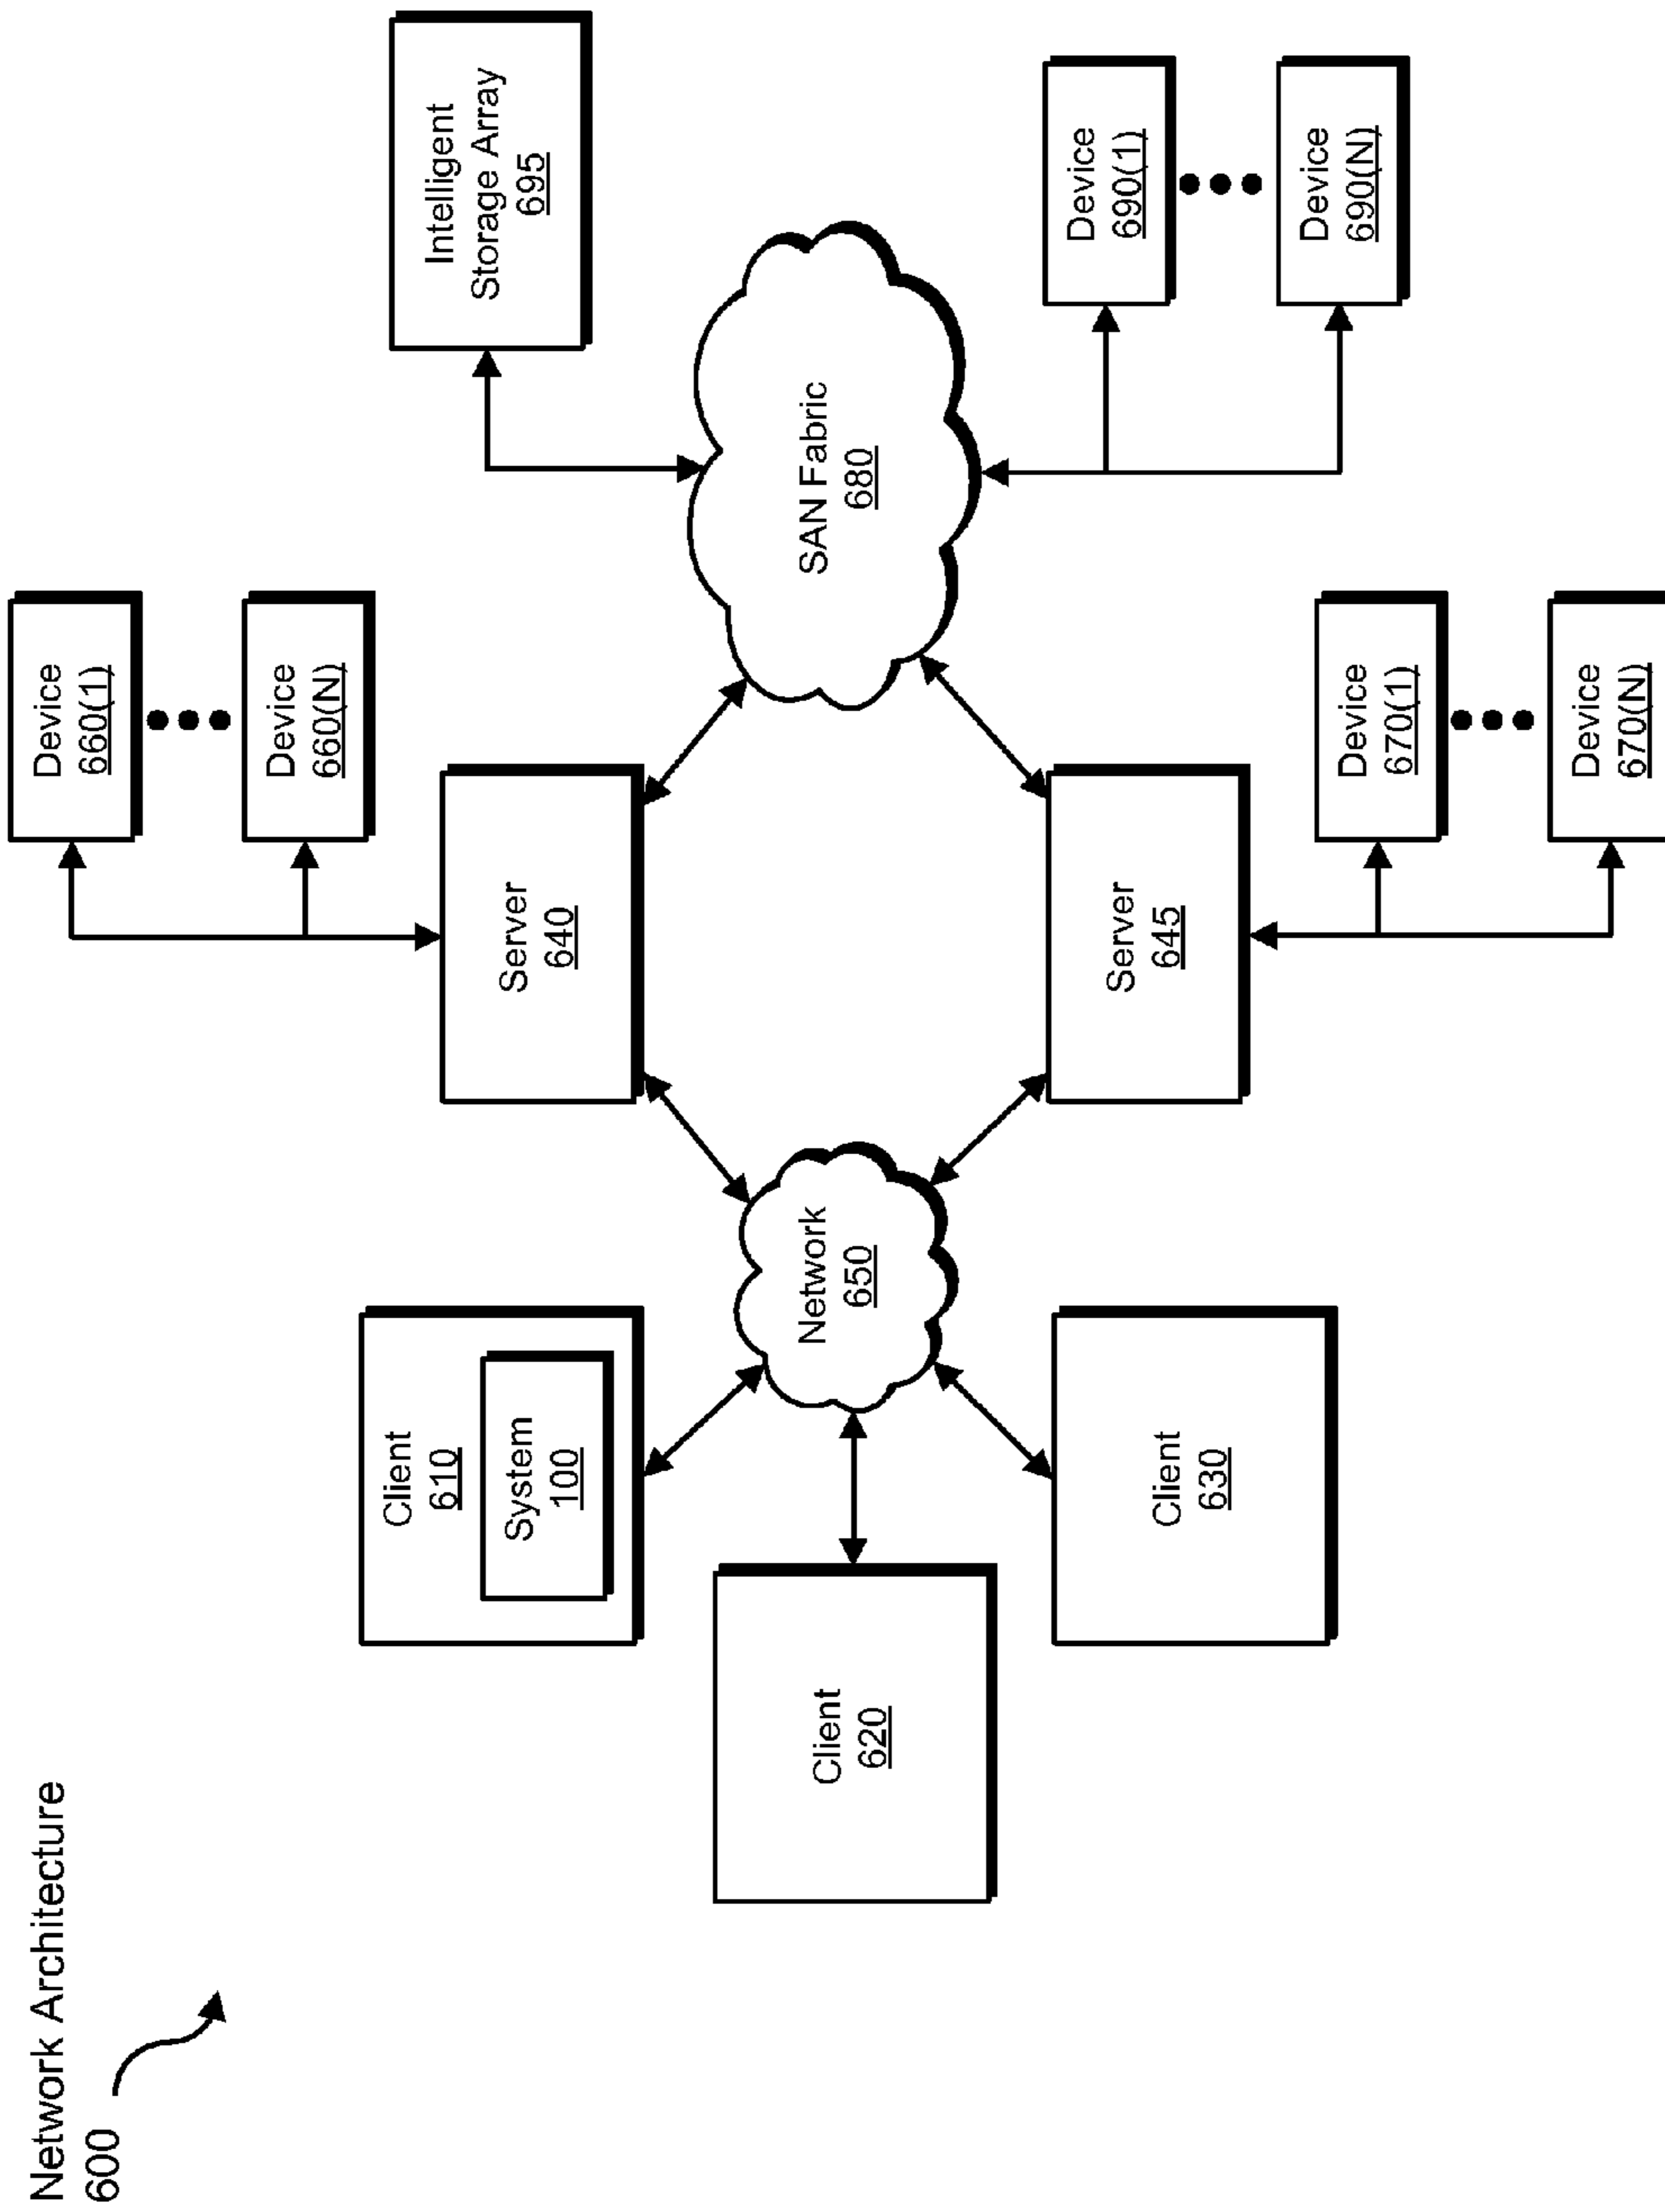 Network Architecture
600
Client
610
System
100
Client
620
Client
630
Network
650
Server
640
Server
645
Device
660(1)
Device
660(N)
Device
670(1)
Device
670(N)
SAN Fabric
680
Intelligent
Storage Array
695
Device
690(1)
Device
690(N)